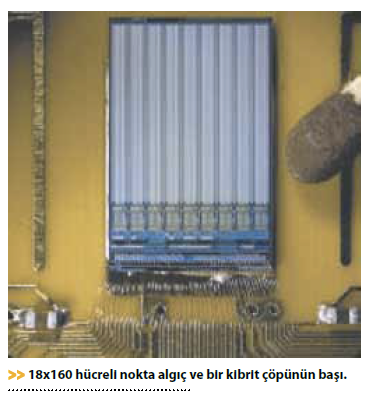 >> 18x160 hücreli nokta algıç ve bir kibrit çöpünün başı.